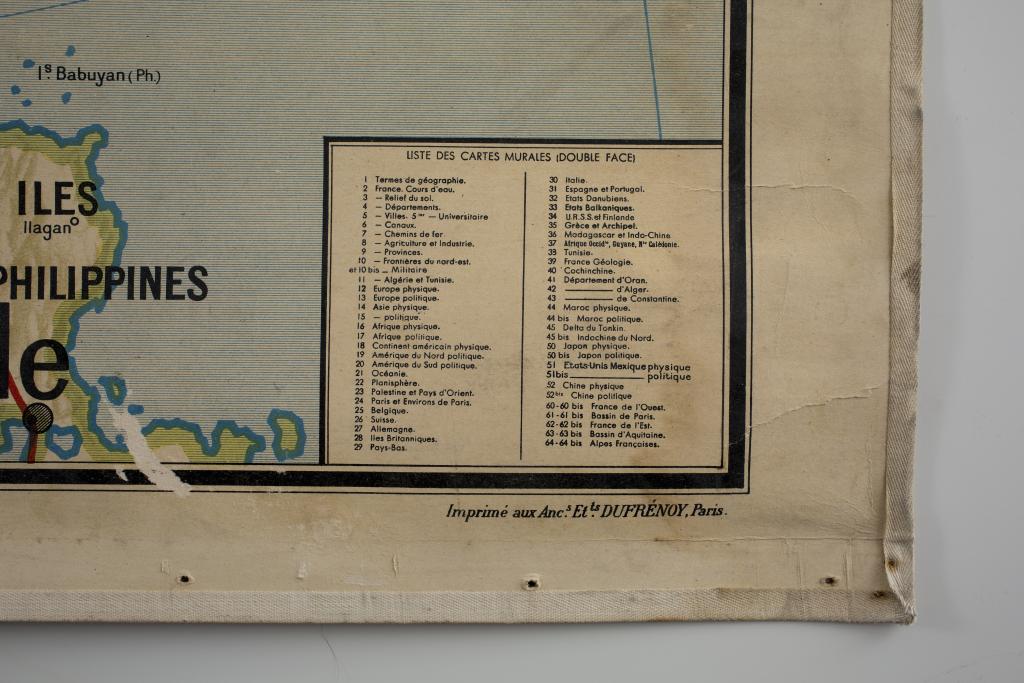 Iˢ. Babuyan (Ph.)
ILES
Ilagan
PHILIPPINES
le
LISTE DES CARTES MURALES (DOUBLE FACE)
1 Termes de géographie.
2 France. Cours d'eau.
3 — Relief du sol.
4 — Départements.
5 — Villes. 5ᵐᵉ — Universitaire
6 — Canaux.
7 — Chemins de fer
8 — Agriculture et Industrie.
9 — Provinces.
10 — Frontières du nord-est.
et 10 bis — Militaire
11 — Algérie et Tunisie.
12 Europe physique.
13 Europe politique.
14 Asie physique.
15 — politique.
16 Afrique physique.
17 Afrique politique.
18 Continent américain physique.
19 Amérique du Nord politique.
20 Amérique du Sud politique.
21 Océanie.
22 Planisphère.
23 Palestine et Pays d'Orient.
24 Paris et Environs de Paris.
25 Belgique.
26 Suisse.
27 Allemagne.
28 Iles Britanniques.
29 Pays-Bas.
30 Italie.
31 Espagne et Portugal.
32 Etats Danubiens.
33 Etats Balkaniques.
34 U.R.S.S. et Finlande
35 Grèce et Archipel.
36 Madagascar et Indo-Chine
37 Afrique Occidˡᵉ, Guyane, Nˡˡᵉ Calédonie.
38 Tunisie.
39 France Géologie.
40 Cochinchine.
41 Département d'Oran.
42 ——— d'Alger.
43 ——— de Constantine.
44 Maroc physique.
44 bis Maroc politique.
45 Delta du Tonkin.
45 bis Indochine du Nord.
50 Japon physique.
50 bis Japon politique.
51 Etats-Unis Mexique physique
51 bis ——— politique
52 Chine physique
52 bis Chine politique
60-60 bis France de l'Ouest.
61-61 bis Bassin de Paris.
62-62 bis France de l'Est.
63-63 bis Bassin d'Aquitaine.
64-64 bis Alpes Françaises.
Imprimé aux Anc.ˢ Et.ᵗˢ DUFRÉNOY, Paris.